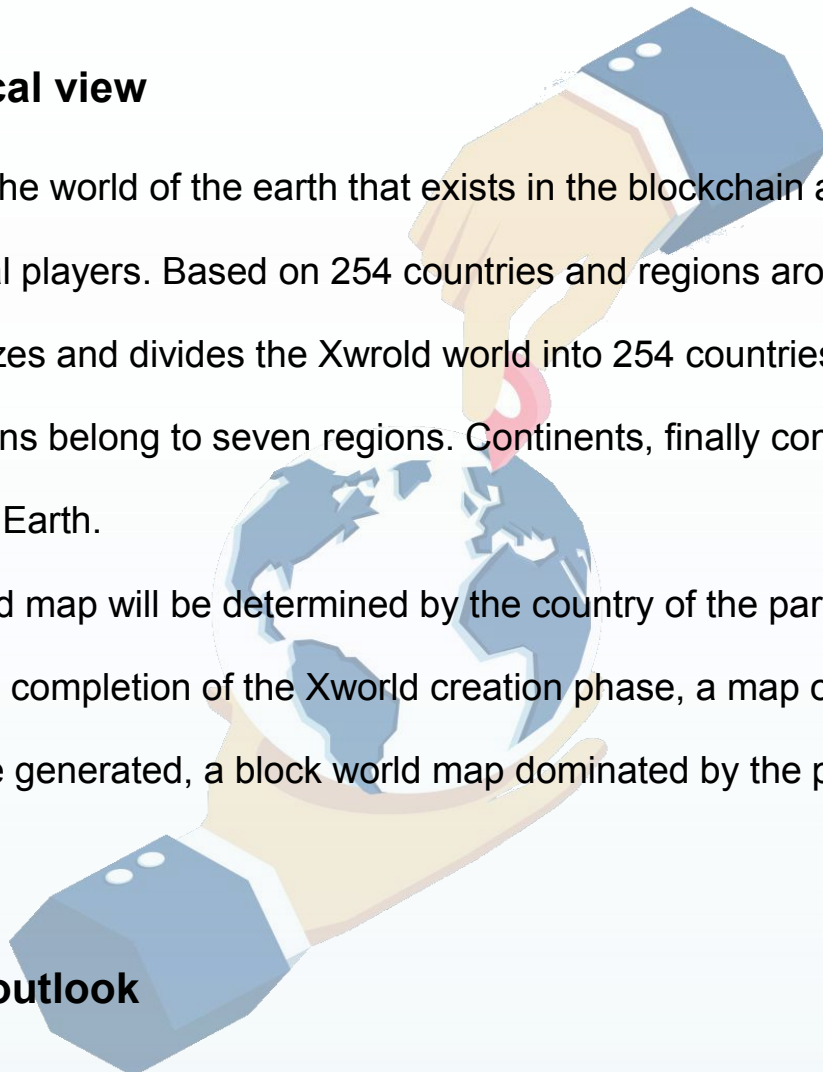 cal view
he world of the earth that exists in the blockchain a
al players. Based on 254 countries and regions aro
zes and divides the Xwrold world into 254 countries
ns belong to seven regions. Continents, finally con
Earth.
d map will be determined by the country of the par
completion of the Xworld creation phase, a map o
e generated, a block world map dominated by the p
outlook